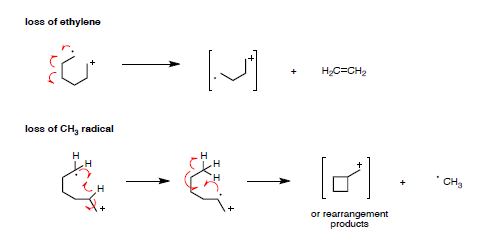 loss of ethylene
+
+
+
H₂C=CH₂
loss of CH₃ radical
H
H
H
+
H
H
H
+
+
+
· CH₃
or rearrangement
products